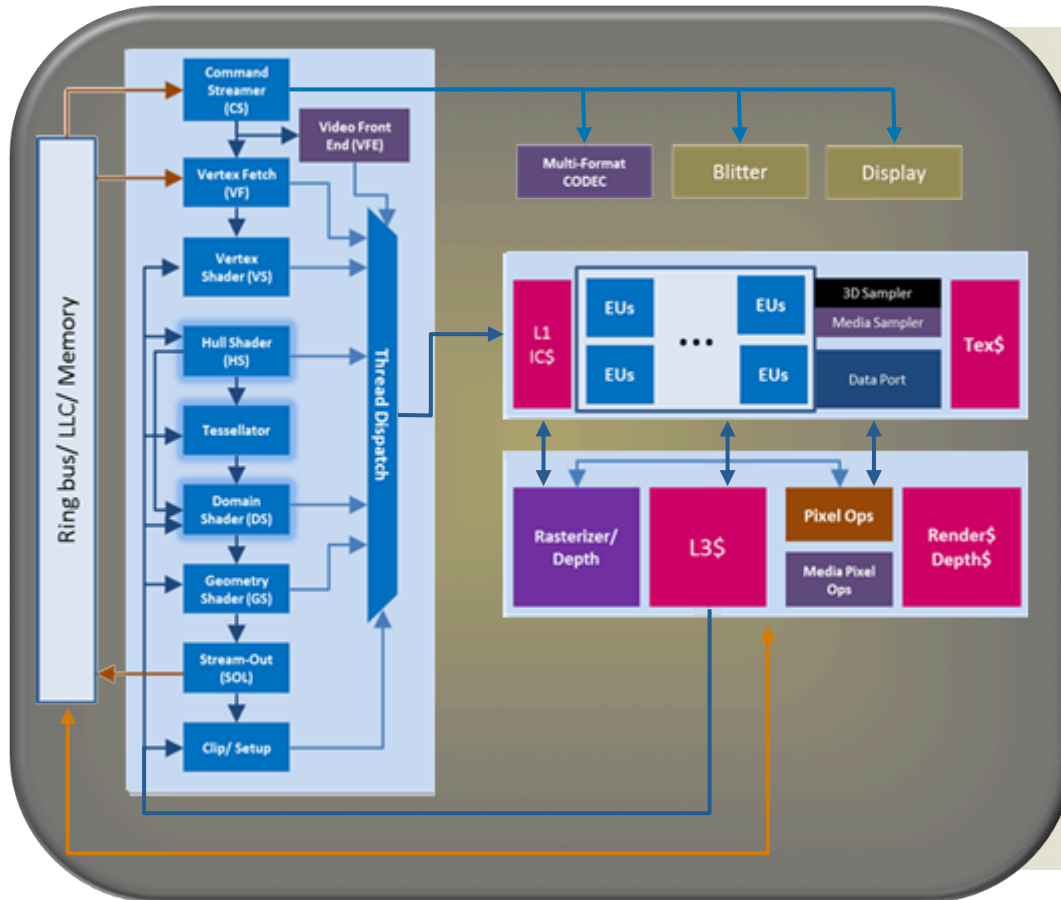 Command
Streamer
(CS)
Video Front
End (VFE)
Vertex Fetch
(VF)
Vertex
Shader (VS)
Hull Shader
(HS)
Tessellator
Domain
Shader (DS)
Geometry
Shader (GS)
Stream-Out
(SOL)
Clip/ Setup
Ring bus/ LLC/ Memory
Thread Dispatch
Multi-Format
CODEC
Blitter
Display
L1
IC$
EUs
EUs
EUs
EUs
...
3D Sampler
Media Sampler
Data Port
Tex$
Rasterizer/
Depth
L3$
Pixel Ops
Media Pixel
Ops
Render$
Depth$